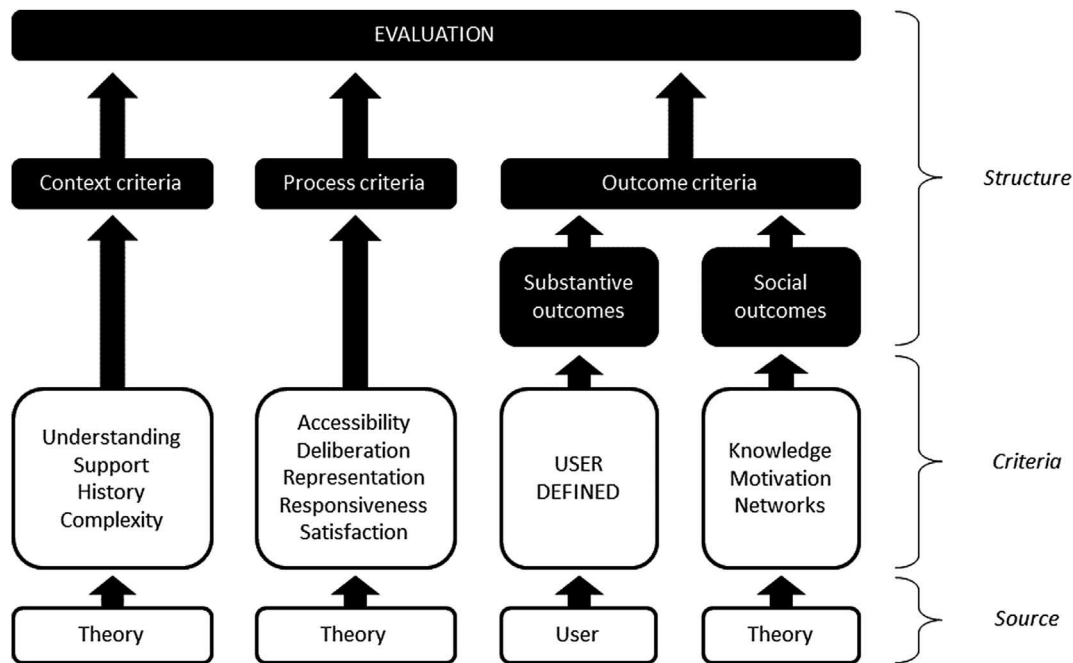 EVALUATION
Context criteria
Process criteria
Outcome criteria
Structure
Substantive
outcomes
Social
outcomes
Understanding
Support
History
Complexity
Accessibility
Deliberation
Representation
Responsiveness
Satisfaction
USER
DEFINED
Knowledge
Motivation
Networks
Criteria
Theory
Theory
User
Theory
Source